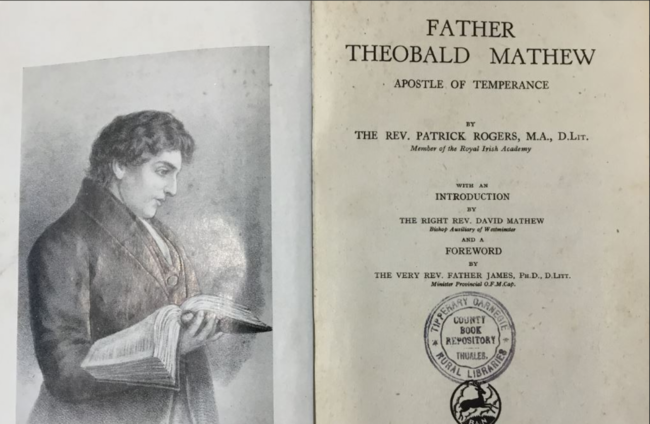 FATHER
THEOBALD MATHEW
APOSTLE OF TEMPERANCE
BY
THE REV. PATRICK ROGERS, M.A., D.LIT.
Member of the Royal Irish Academy
WITH AN
INTRODUCTION
BY
THE RIGHT REV. DAVID MATHEW
Bishop Auxiliary of Westminster
AND A
FOREWORD
BY
THE VERY REV. FATHER JAMES, PH.D., D.LITT.
Minister Provincial O.F.M.Cap.
TIPPERARY CARNEGIE
COUNTY
BOOK
REPOSITORY
THURLES.
RURAL LIBRARIES